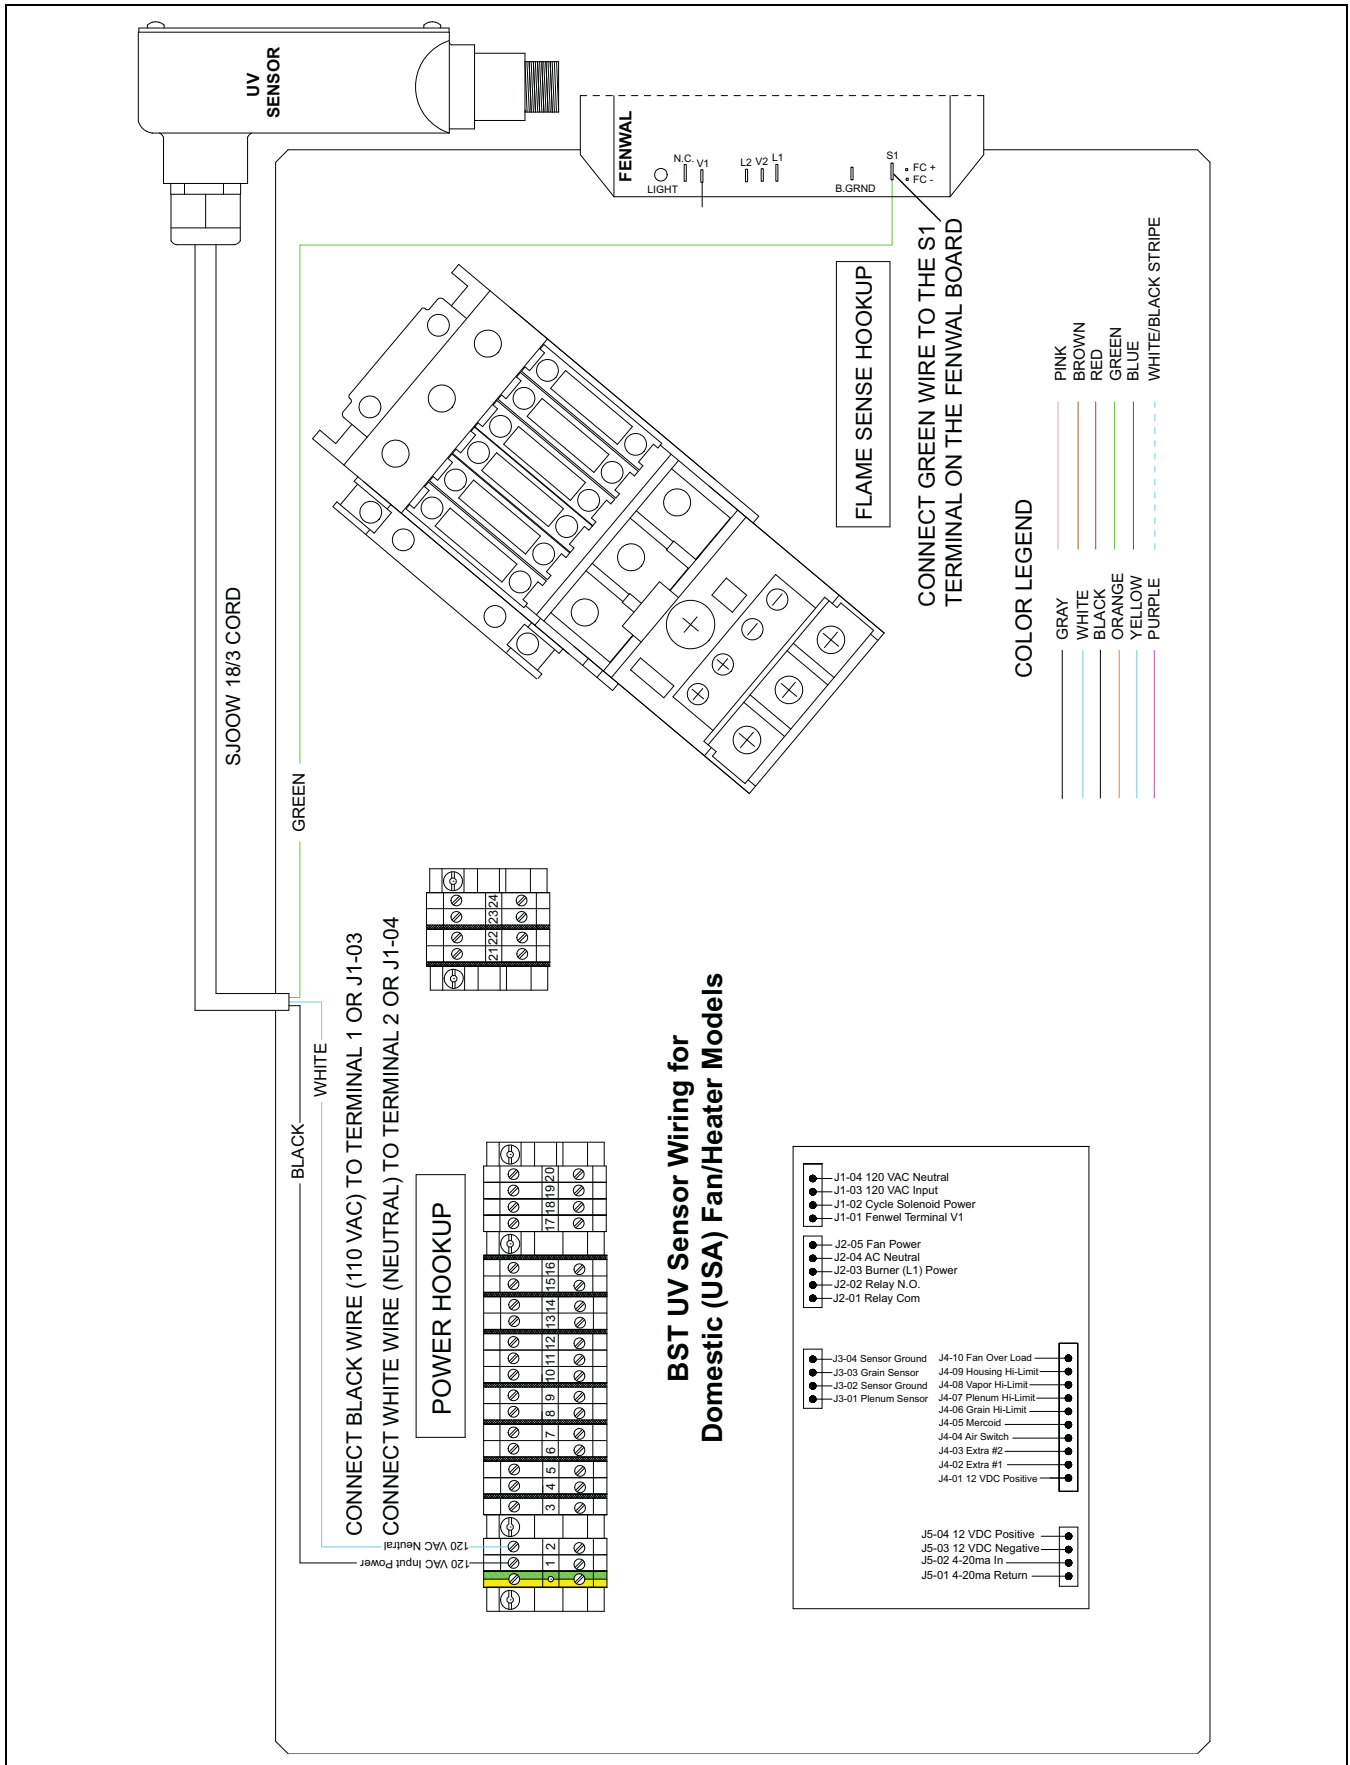 UV
SENSOR
FENWAL
LIGHT
N.C.
V1
L2
V2
L1
B.GRND
S1
FC +
FC -
SJOOW 18/3 CORD
GREEN
WHITE
BLACK
FLAME SENSE HOOKUP
CONNECT GREEN WIRE TO THE S1
TERMINAL ON THE FENWAL BOARD
COLOR LEGEND
GRAY
WHITE
BLACK
ORANGE
YELLOW
PURPLE
PINK
BROWN
RED
GREEN
BLUE
WHITE/BLACK STRIPE
CONNECT BLACK WIRE (110 VAC) TO TERMINAL 1 OR J1-03
CONNECT WHITE WIRE (NEUTRAL) TO TERMINAL 2 OR J1-04
POWER HOOKUP
120 VAC Neutral
120 VAC Input Power
1
2
3
4
5
6
7
8
9
10
11
12
13
14
15
16
17
18
19
20
21
22
23
24
BST UV Sensor Wiring for
Domestic (USA) Fan/Heater Models
J1-04 120 VAC Neutral
J1-03 120 VAC Input
J1-02 Cycle Solenoid Power
J1-01 Fenwel Terminal V1
J2-05 Fan Power
J2-04 AC Neutral
J2-03 Burner (L1) Power
J2-02 Relay N.O.
J2-01 Relay Com
J3-04 Sensor Ground
J3-03 Grain Sensor
J3-02 Sensor Ground
J3-01 Plenum Sensor
J4-10 Fan Over Load
J4-09 Housing Hi-Limit
J4-08 Vapor Hi-Limit
J4-07 Plenum Hi-Limit
J4-06 Grain Hi-Limit
J4-05 Mercoid
J4-04 Air Switch
J4-03 Extra #2
J4-02 Extra #1
J4-01 12 VDC Positive
J5-04 12 VDC Positive
J5-03 12 VDC Negative
J5-02 4-20ma In
J5-01 4-20ma Return